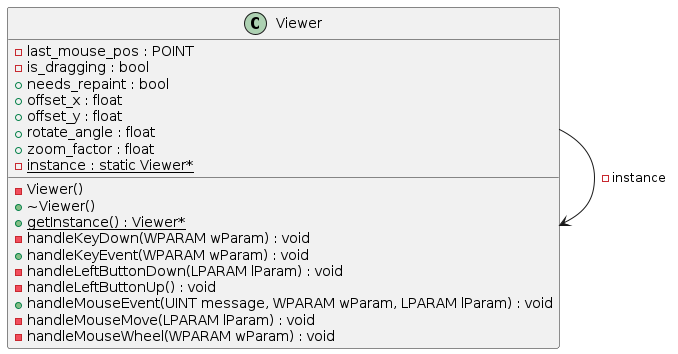 C Viewer
last_mouse_pos : POINT
is_dragging : bool
needs_repaint : bool
offset_x : float
offset_y : float
rotate_angle : float
zoom_factor : float
instance : static Viewer*
Viewer()
~Viewer()
getInstance() : Viewer*
handleKeyDown(WPARAM wParam) : void
handleKeyEvent(WPARAM wParam) : void
handleLeftButtonDown(LPARAM lParam) : void
handleLeftButtonUp() : void
handleMouseEvent(UINT message, WPARAM wParam, LPARAM lParam) : void
handleMouseMove(LPARAM lParam) : void
handleMouseWheel(WPARAM wParam) : void
instance